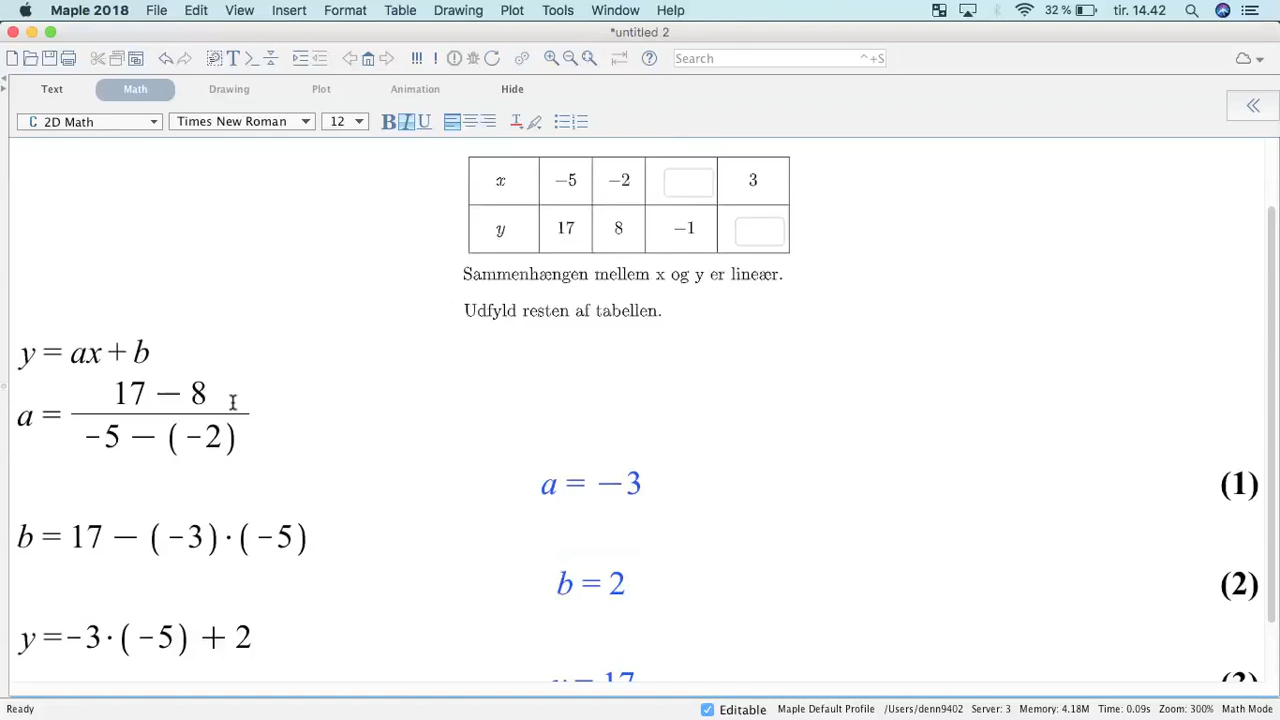 Maple 2018 File Edit View Insert Format Table Drawing Plot Tools Window Help 32 % tir. 14.42
*untitled 2
Search ^+S
Text Math Drawing Plot Animation Hide
C 2D Math Times New Roman 12 B I U
x −5 −2 3
y 17 8 −1
Sammenhængen mellem x og y er lineær.
Udfyld resten af tabellen.
y = ax + b
a = (17 − 8)/(-5 − (-2))
a = −3 (1)
b = 17 − (-3)·(-5)
b = 2 (2)
y =-3·(-5) + 2
y = 17 (3)
Ready Editable Maple Default Profile /Users/denn9402 Server: 3 Memory: 4.18M Time: 0.09s Zoom: 300% Math Mode